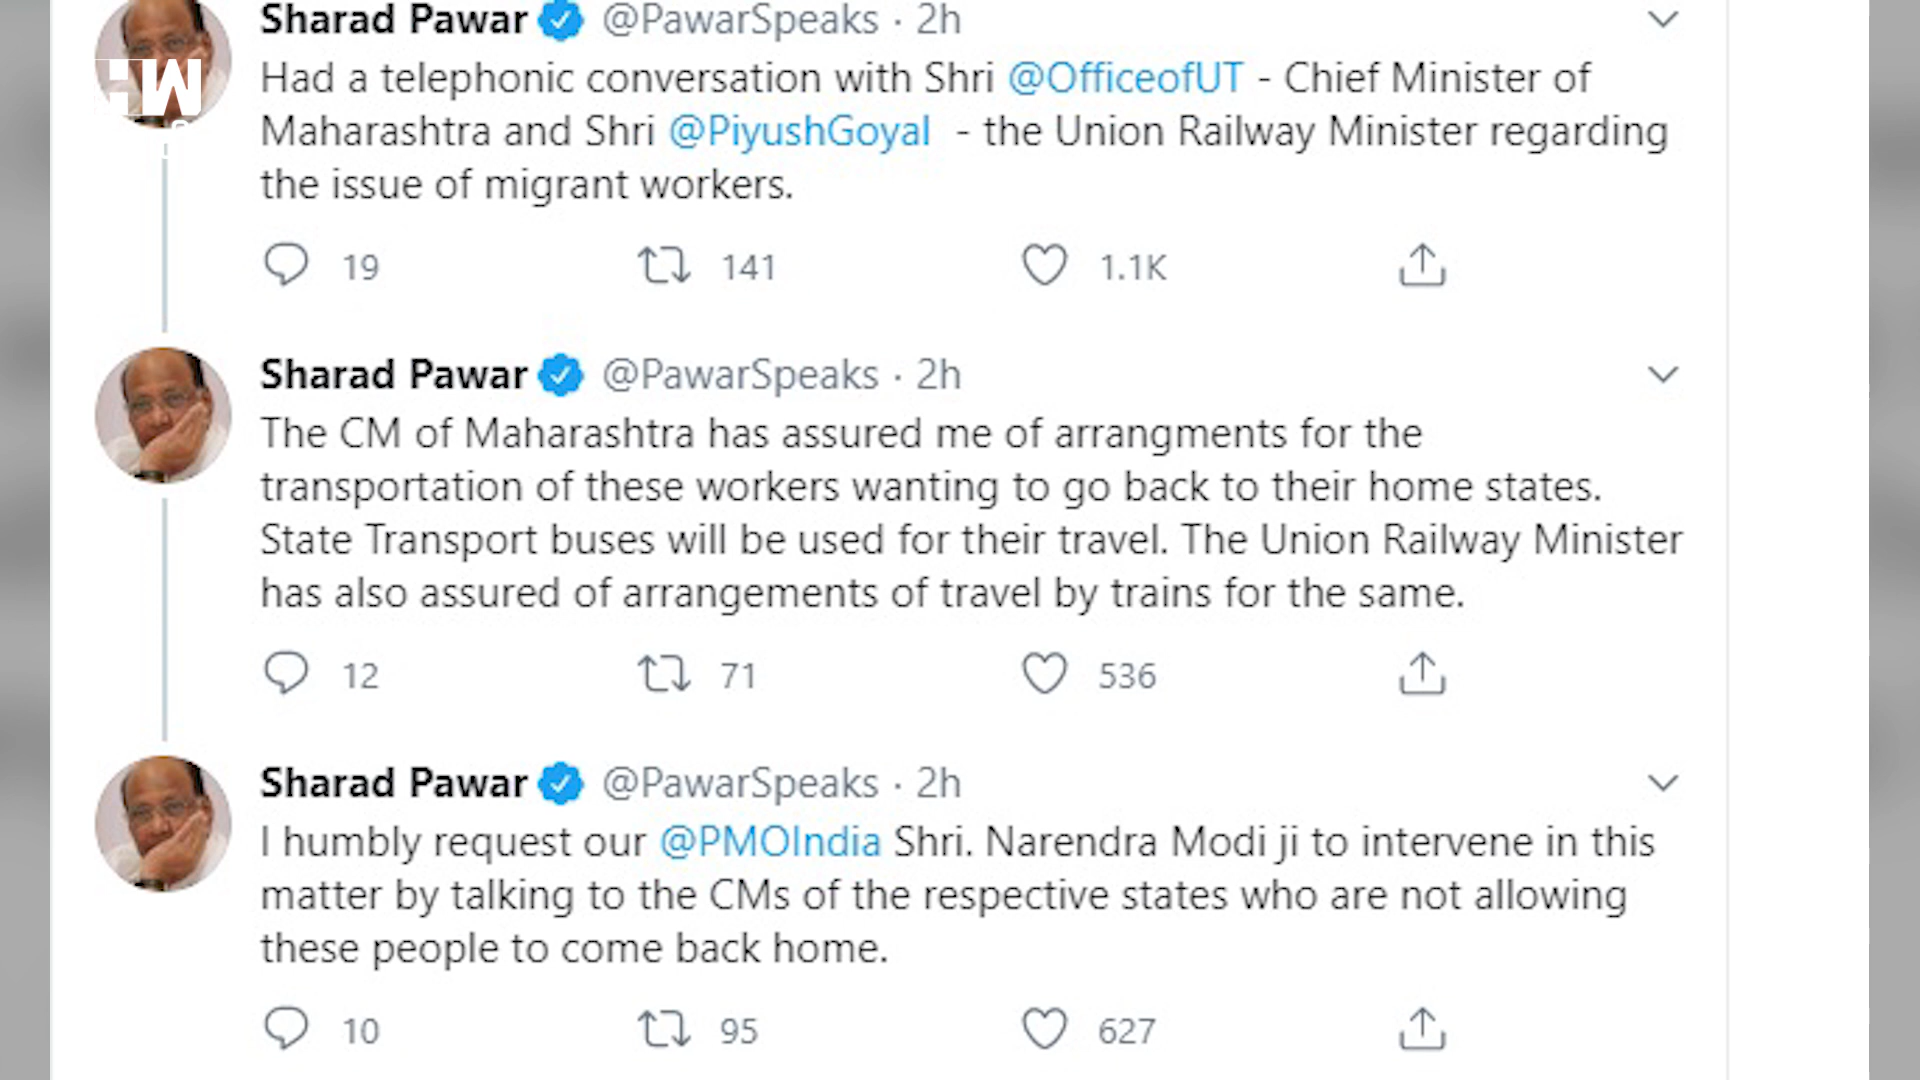 Sharad Pawar @PawarSpeaks · 2h
HW
Had a telephonic conversation with Shri @OfficeofUT - Chief Minister of
Maharashtra and Shri @PiyushGoyal - the Union Railway Minister regarding
the issue of migrant workers.
19 141 1.1K
Sharad Pawar @PawarSpeaks · 2h
The CM of Maharashtra has assured me of arrangments for the
transportation of these workers wanting to go back to their home states.
State Transport buses will be used for their travel. The Union Railway Minister
has also assured of arrangements of travel by trains for the same.
12 71 536
Sharad Pawar @PawarSpeaks · 2h
I humbly request our @PMOIndia Shri. Narendra Modi ji to intervene in this
matter by talking to the CMs of the respective states who are not allowing
these people to come back home.
10 95 627